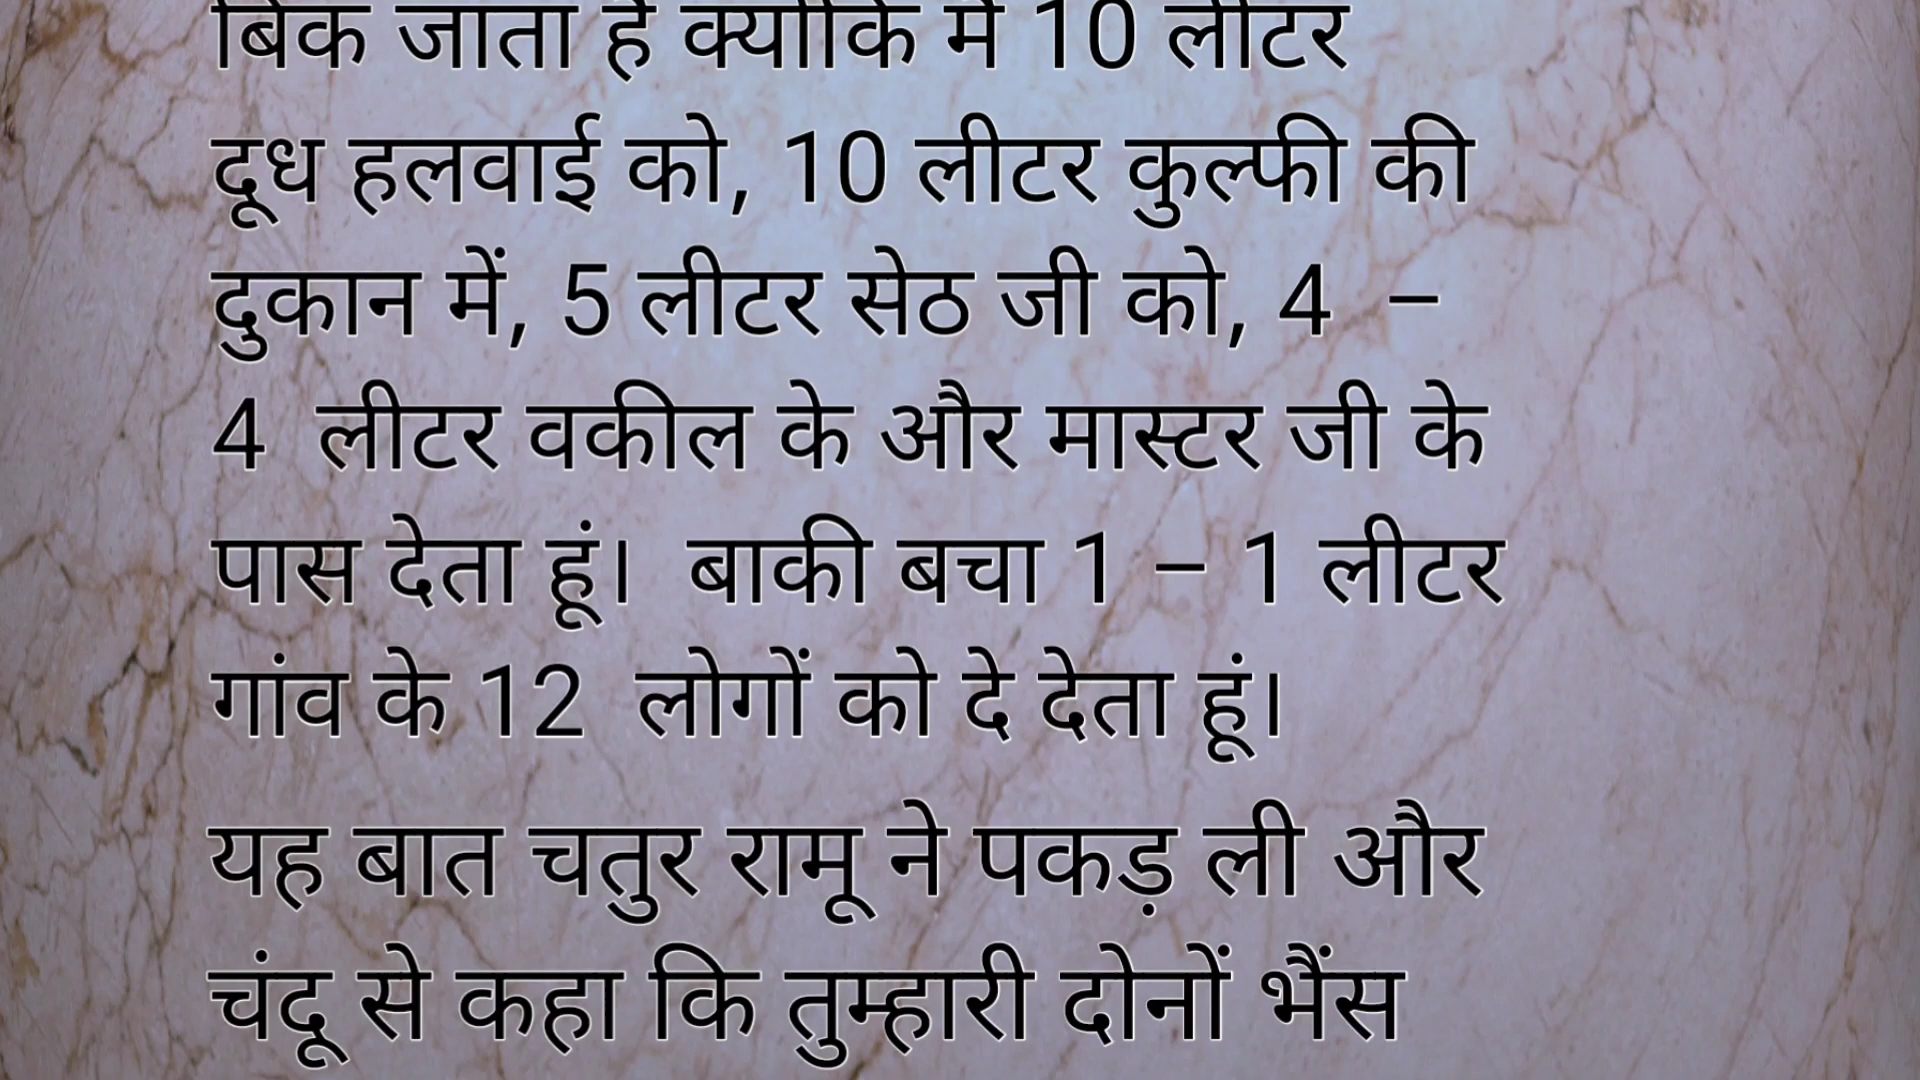 बिक जाता है क्योंकि मैं 10 लीटर
दूध हलवाई को, 10 लीटर कुल्फी की
दुकान में, 5 लीटर सेठ जी को, 4 –
4 लीटर वकील के और मास्टर जी के
पास देता हूं। बाकी बचा 1 – 1 लीटर
गांव के 12 लोगों को दे देता हूं।
यह बात चतुर रामू ने पकड़ ली और
चंदू से कहा कि तुम्हारी दोनों भैंस